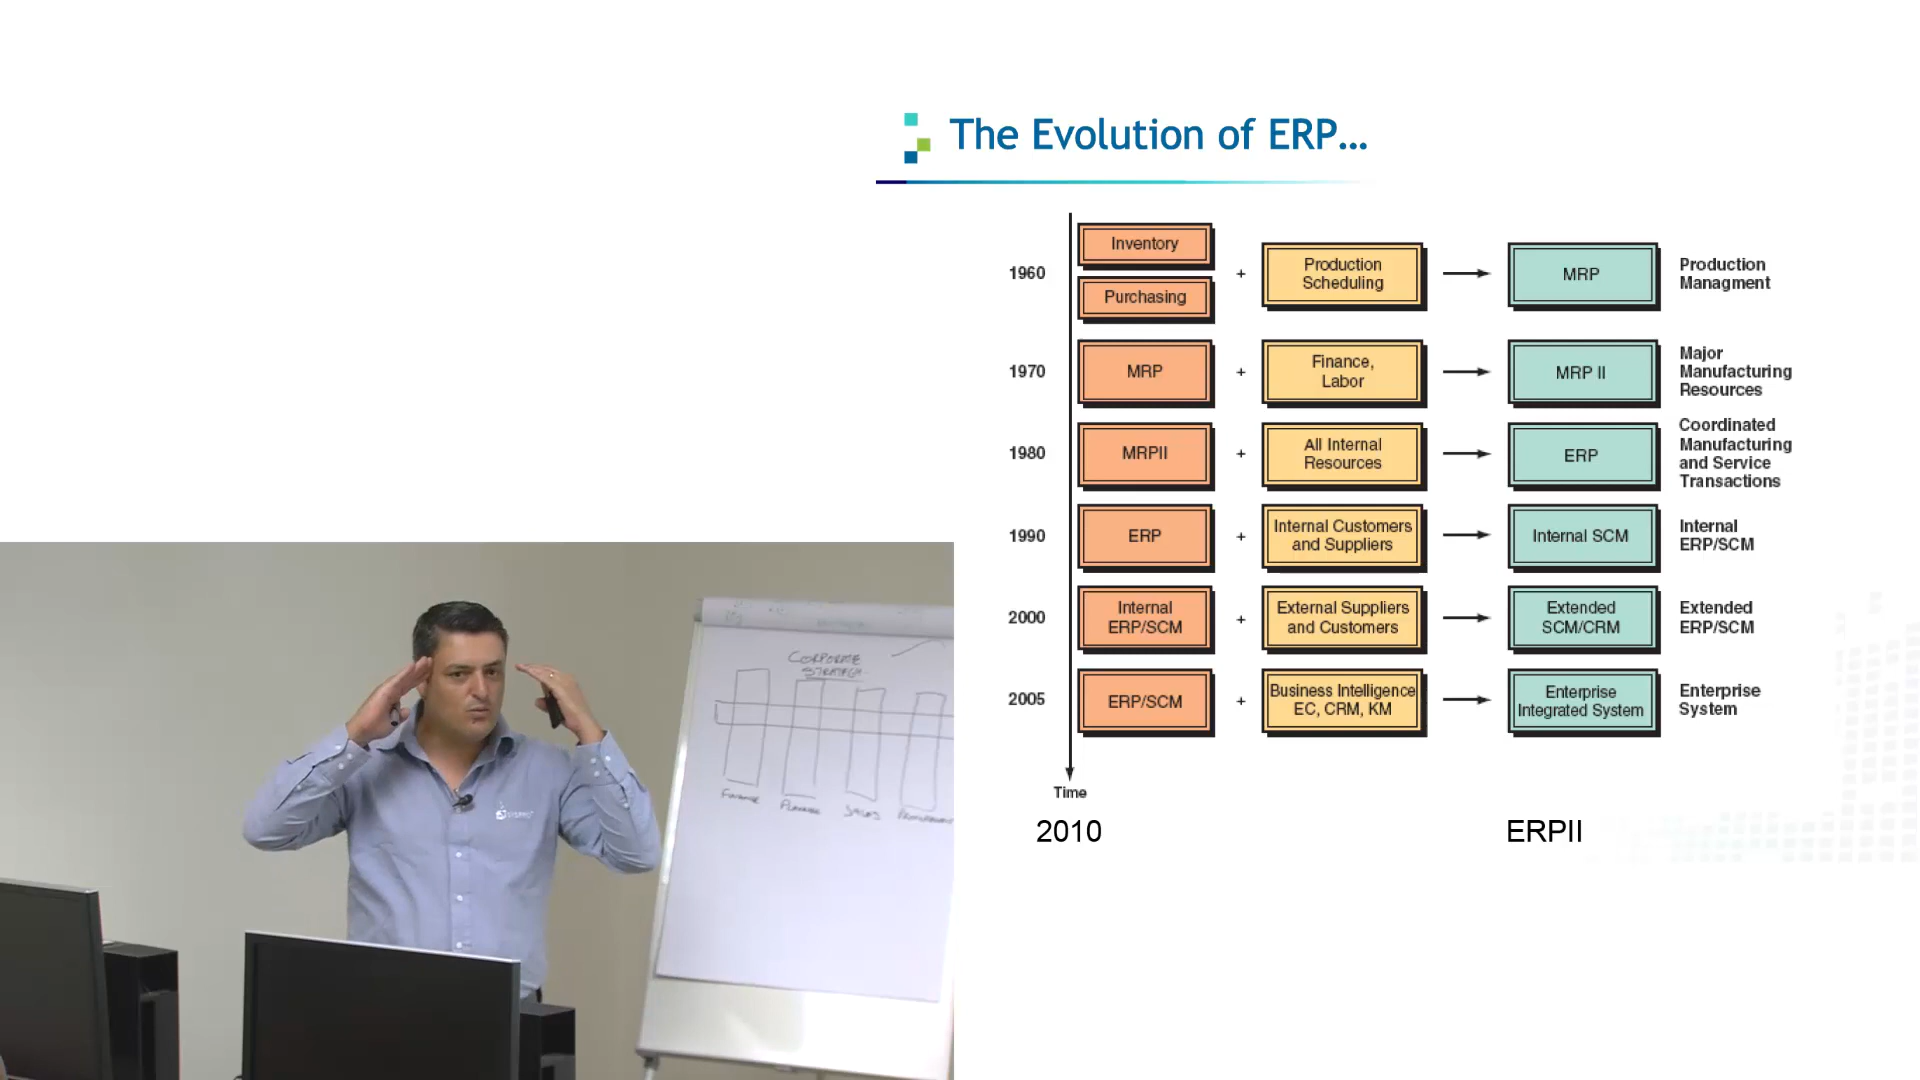 The Evolution of ERP...
1960
Inventory
Purchasing
+
Production
Scheduling
MRP
Production
Managment
1970
MRP
+
Finance,
Labor
MRP II
Major
Manufacturing
Resources
1980
MRPII
+
All Internal
Resources
ERP
Coordinated
Manufacturing
and Service
Transactions
1990
ERP
+
Internal Customers
and Suppliers
Internal SCM
Internal
ERP/SCM
2000
Internal
ERP/SCM
+
External Suppliers
and Customers
Extended
SCM/CRM
Extended
ERP/SCM
2005
ERP/SCM
+
Business Intelligence
EC, CRM, KM
Enterprise
Integrated System
Enterprise
System
Time
2010
ERPII
CORPORATE
STRATEGY
FINANCE
SALES